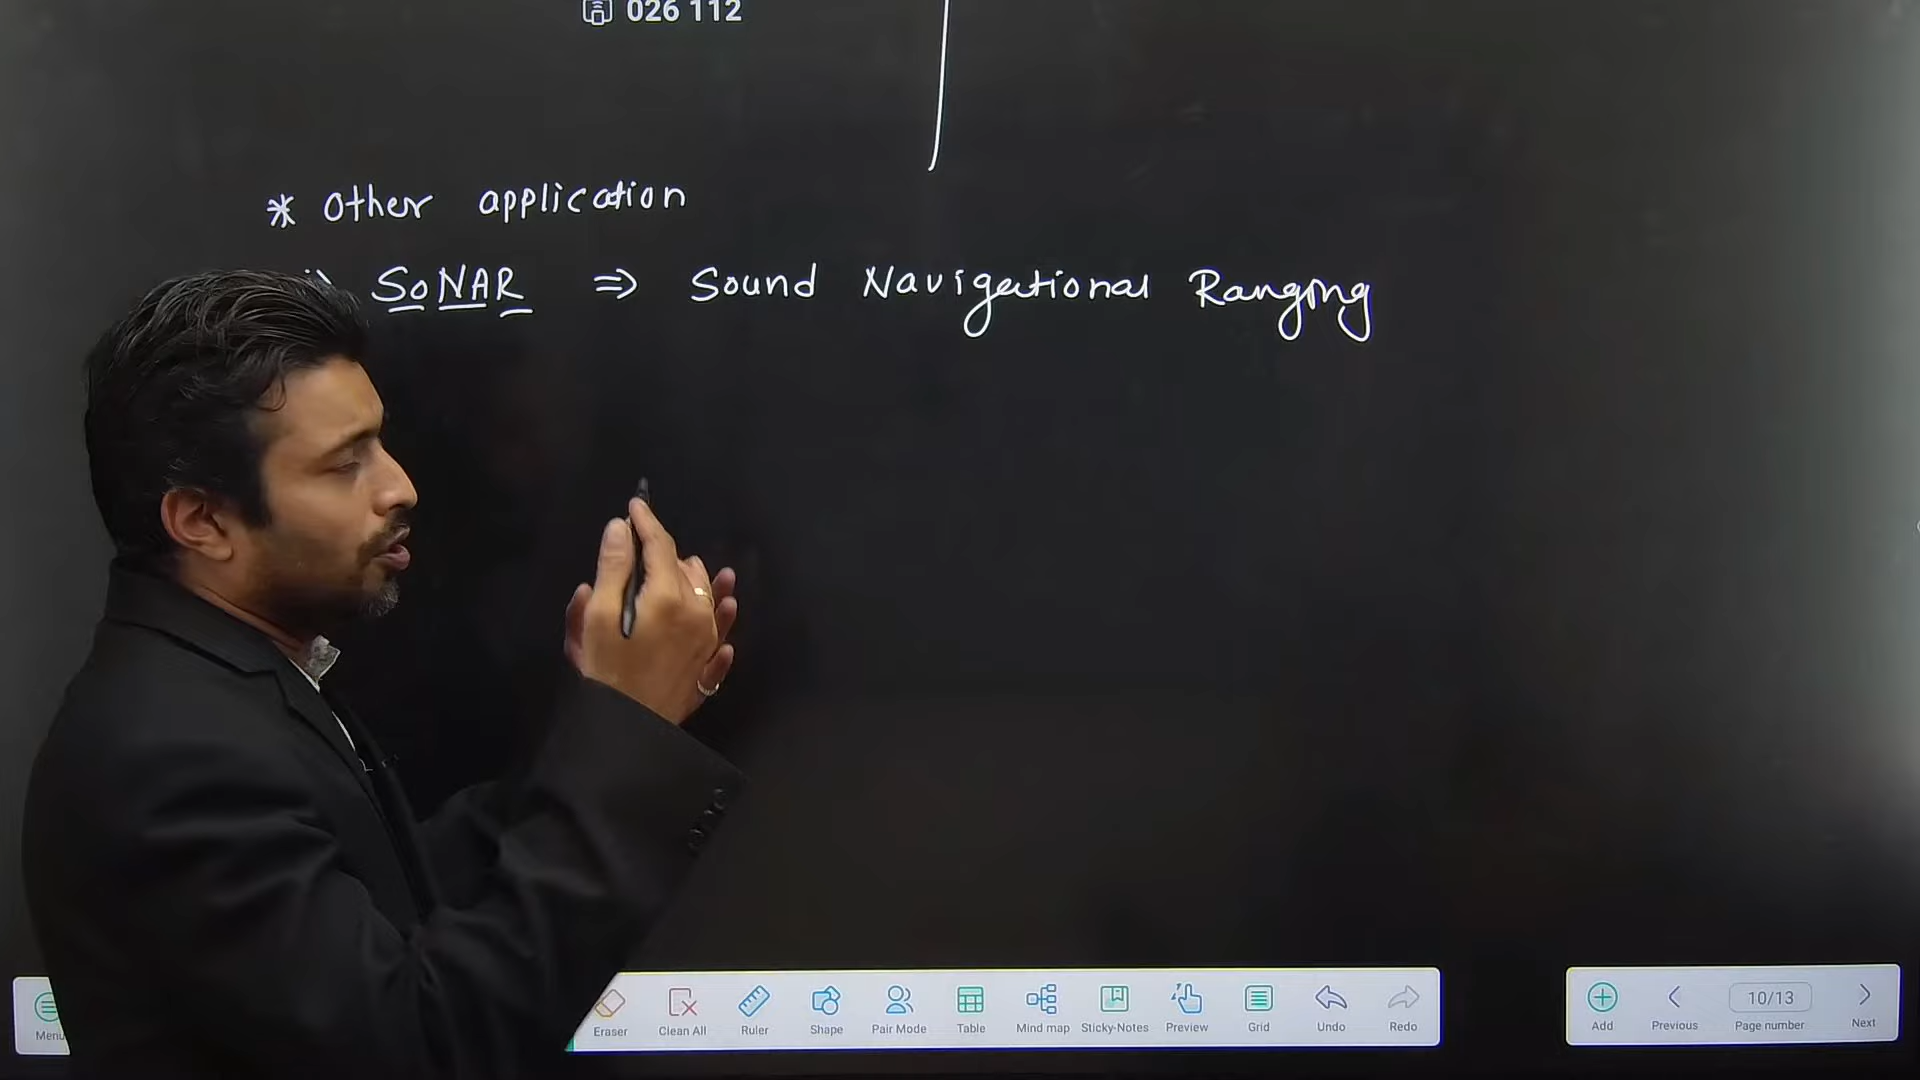 026 112
* Other application
i) SONAR ⇒ Sound Navigational Ranging
Menu Eraser Clean All Ruler Shape Pair Mode Table Mind map Sticky-Notes Preview Grid Undo Redo
Add Previous 10/13 Page number Next